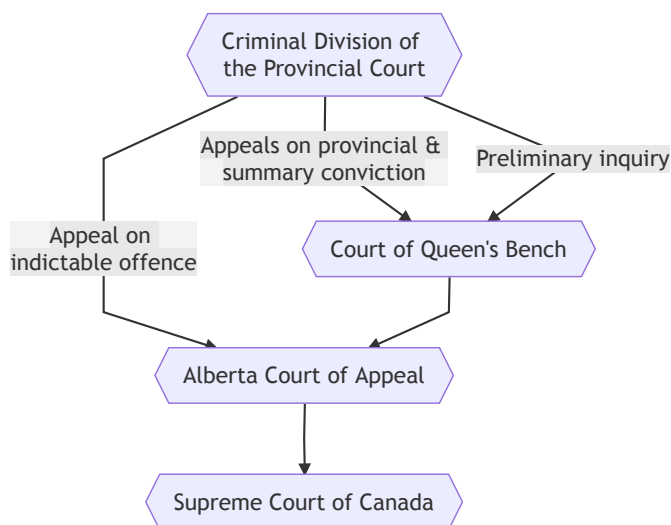 Criminal Division of
the Provincial Court
Appeals on provincial &
summary conviction
Preliminary inquiry
Appeal on
indictable offence
Court of Queen's Bench
Alberta Court of Appeal
Supreme Court of Canada